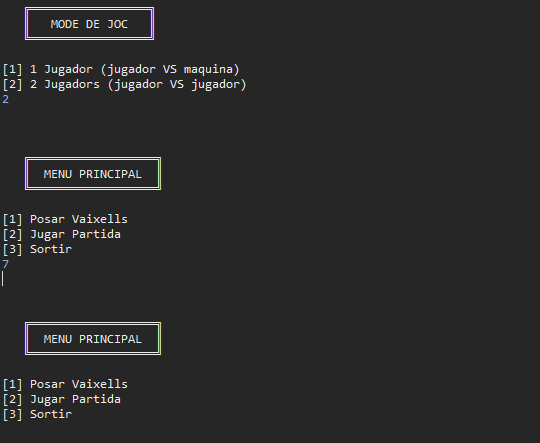 MODE DE JOC
[1] 1 Jugador (jugador VS maquina)
[2] 2 Jugadors (jugador VS jugador)
2
MENU PRINCIPAL
[1] Posar Vaixells
[2] Jugar Partida
[3] Sortir
7
MENU PRINCIPAL
[1] Posar Vaixells
[2] Jugar Partida
[3] Sortir